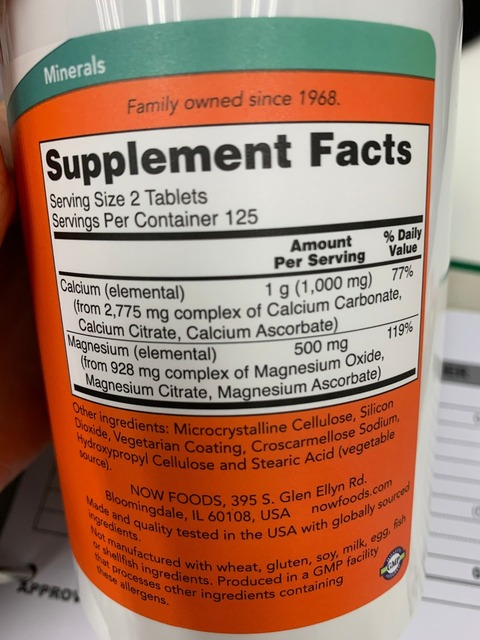 Minerals
Family owned since 1968.
Supplement Facts
Serving Size 2 Tablets
Servings Per Container 125
Amount Per Serving
% Daily Value
Calcium (elemental) 1 g (1,000 mg) 77%
(from 2,775 mg complex of Calcium Carbonate,
Calcium Citrate, Calcium Ascorbate)
Magnesium (elemental) 500 mg 119%
(from 928 mg complex of Magnesium Oxide,
Magnesium Citrate, Magnesium Ascorbate)
Other ingredients: Microcrystalline Cellulose, Silicon
Dioxide, Vegetarian Coating, Croscarmellose Sodium,
Hydroxypropyl Cellulose and Stearic Acid (vegetable
source).
NOW FOODS, 395 S. Glen Ellyn Rd.
Bloomingdale, IL 60108, USA nowfoods.com
Made and quality tested in the USA with globally sourced
ingredients.
Not manufactured with wheat, gluten, soy, milk, egg, fish
or shellfish ingredients. Produced in a GMP facility
that processes other ingredients containing
these allergens.
GMP